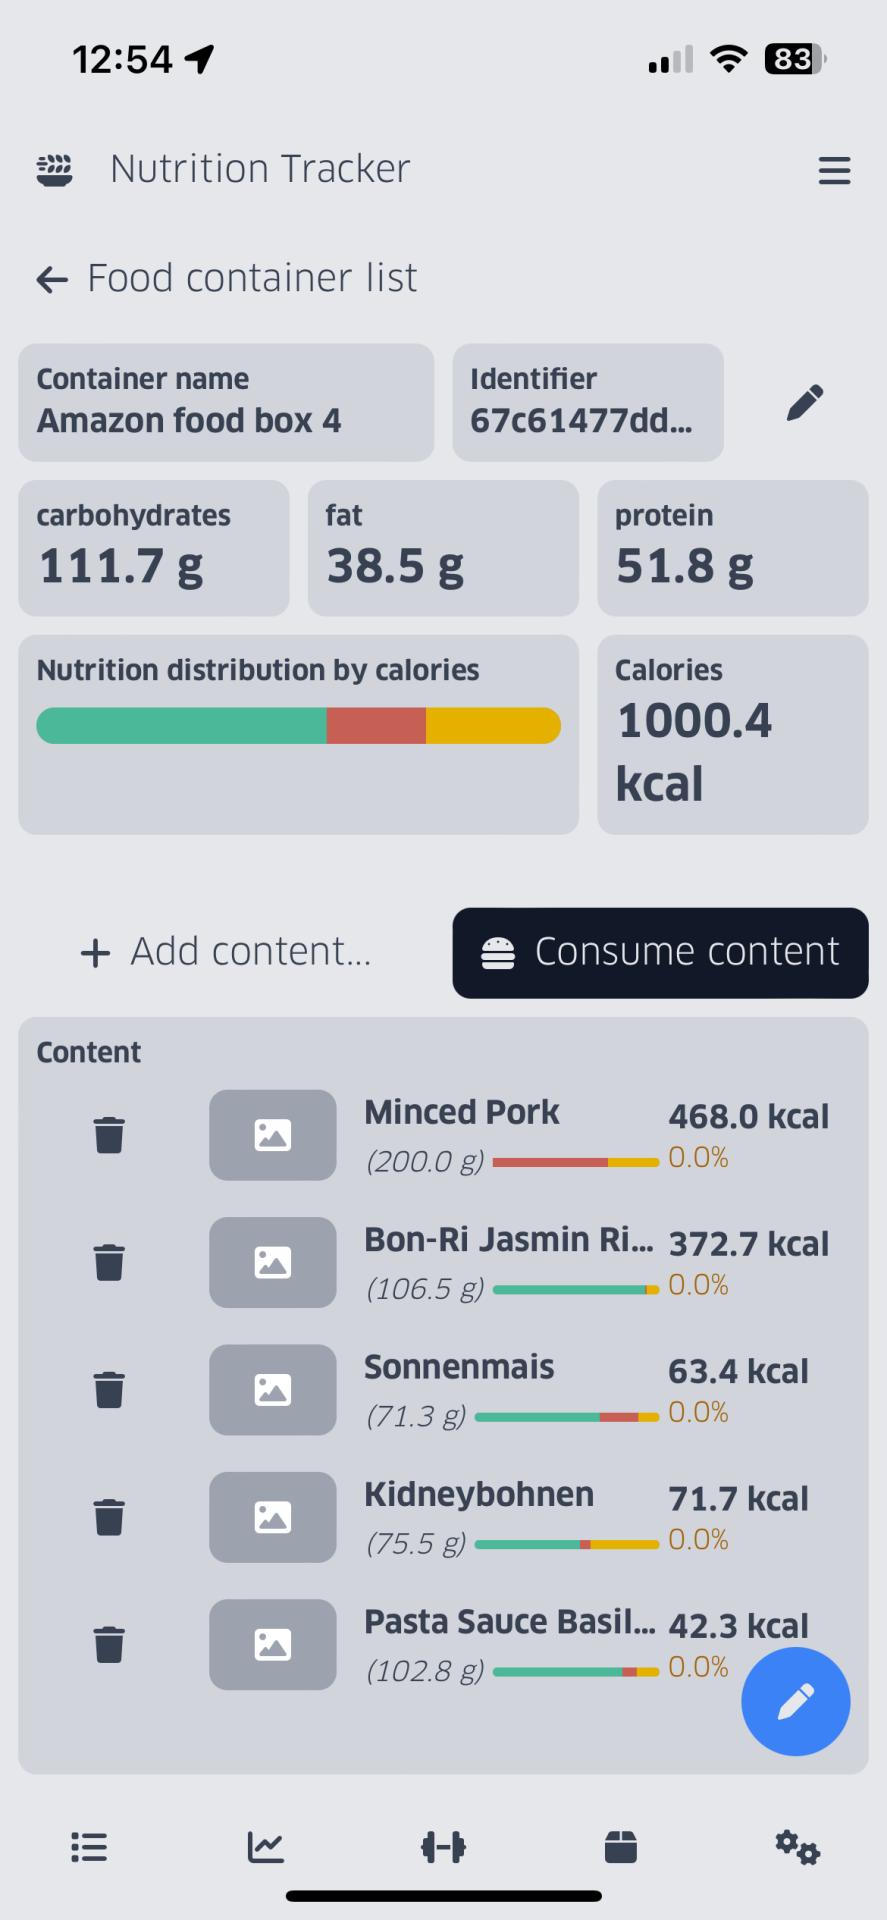 12:54
83
Nutrition Tracker
Food container list
Container name
Amazon food box 4
Identifier
67c61477dd...
carbohydrates
111.7 g
fat
38.5 g
protein
51.8 g
Nutrition distribution by calories
Calories
1000.4
kcal
Add content...
Consume content
Content
Minced Pork
468.0 kcal
(200.0 g)
0.0%
Bon-Ri Jasmin Ri...
372.7 kcal
(106.5 g)
0.0%
Sonnenmais
63.4 kcal
(71.3 g)
0.0%
Kidneybohnen
71.7 kcal
(75.5 g)
0.0%
Pasta Sauce Basil...
42.3 kcal
(102.8 g)
0.0%